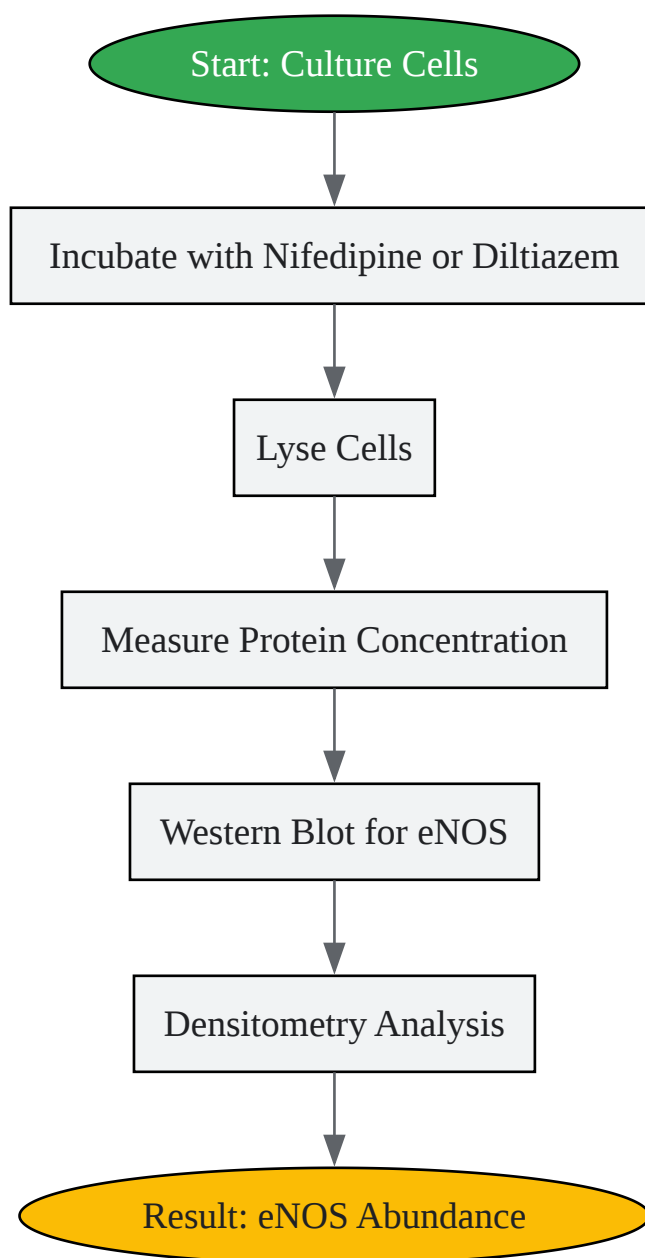 Start: Culture Cells
Incubate with Nifedipine or Diltiazem
Lyse Cells
Measure Protein Concentration
Western Blot for eNOS
Densitometry Analysis
Result: eNOS Abundance